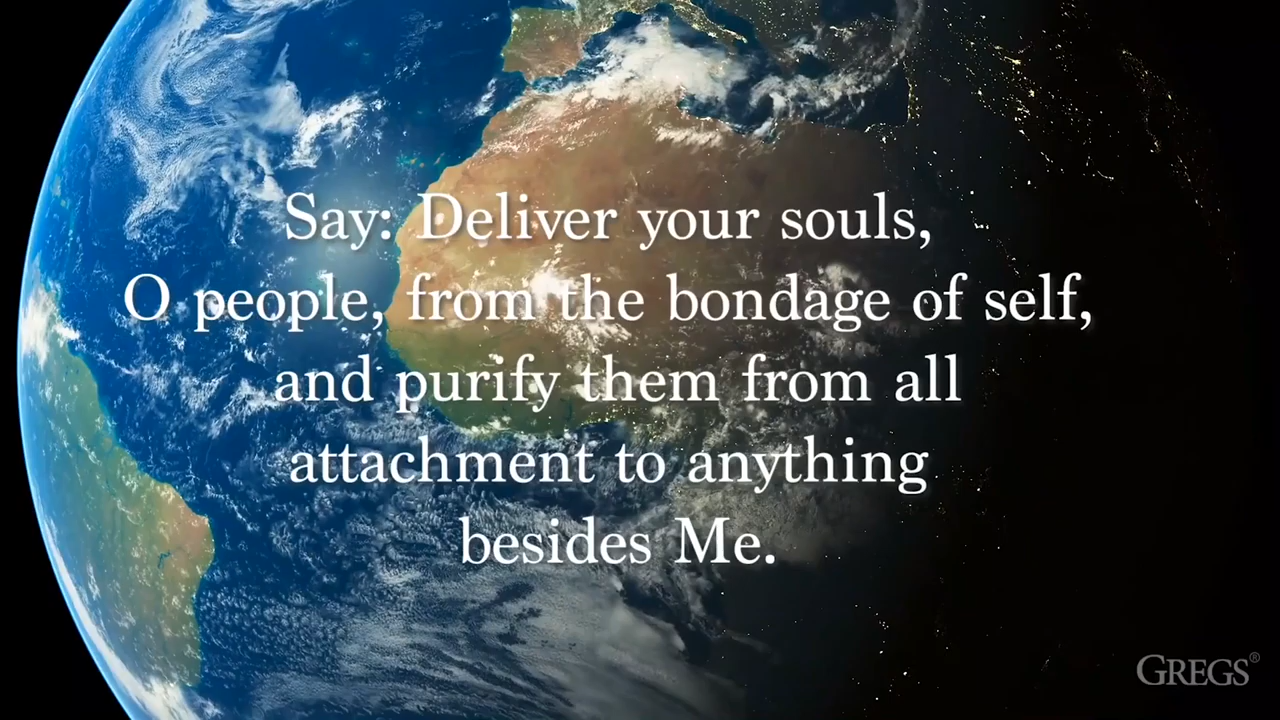 Say: Deliver your souls,
O people, from the bondage of self,
and purify them from all
attachment to anything
besides Me.
GREGS®